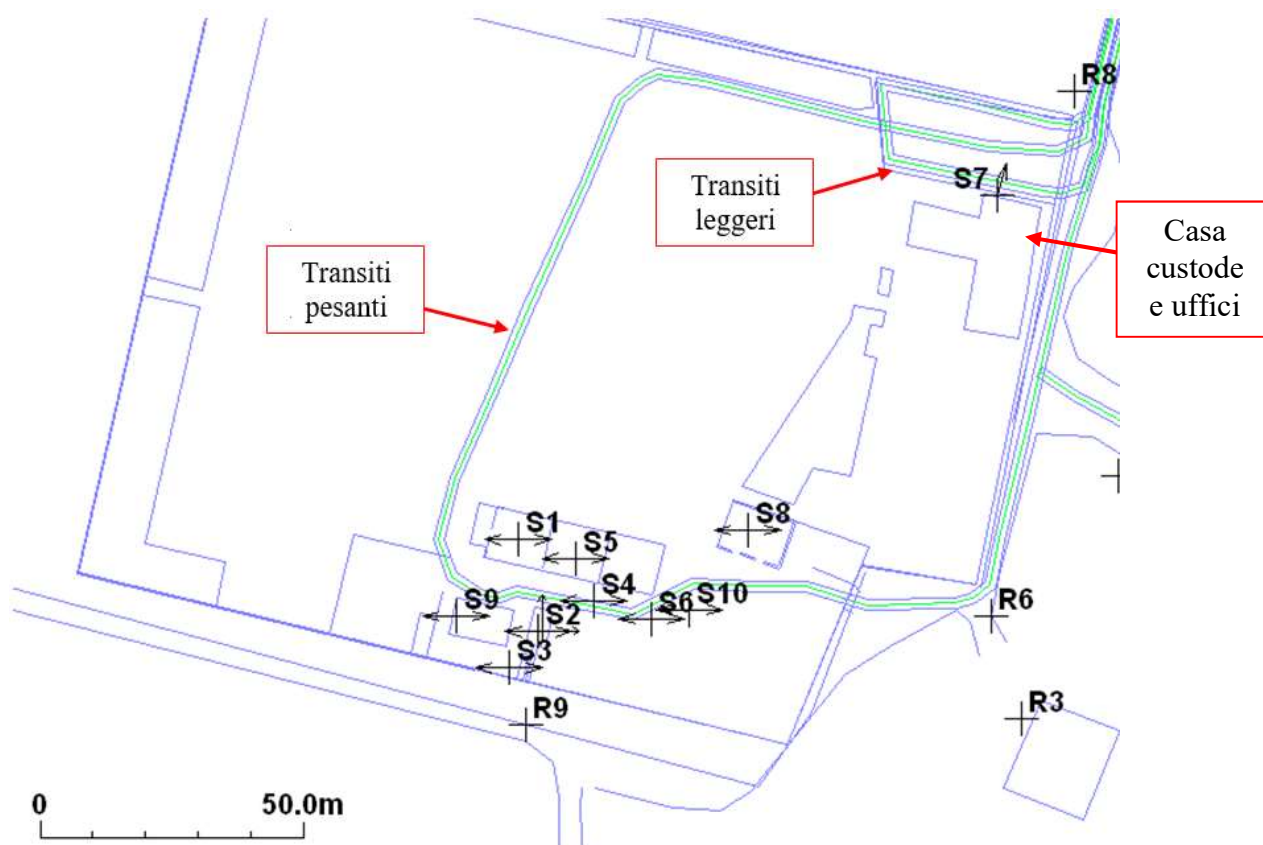 R8
Transiti
leggeri
S7
Casa
custode
e uffici
Transiti
pesanti
S1
S8
S5
S4
S10
S9
S2
S6
R6
S3
R9
R3
0
50.0m